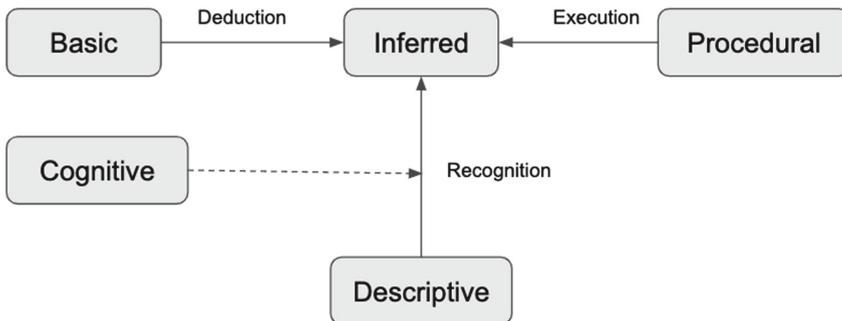 Deduction
Execution
Basic
Inferred
Procedural
Cognitive
Recognition
Descriptive